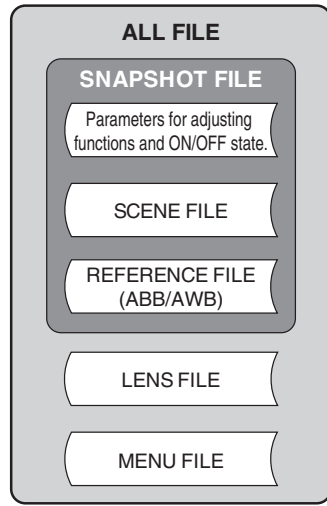 ALL FILE
SNAPSHOT FILE
Parameters for adjusting
functions and ON/OFF state.
SCENE FILE
REFERENCE FILE
(ABB/AWB)
LENS FILE
MENU FILE